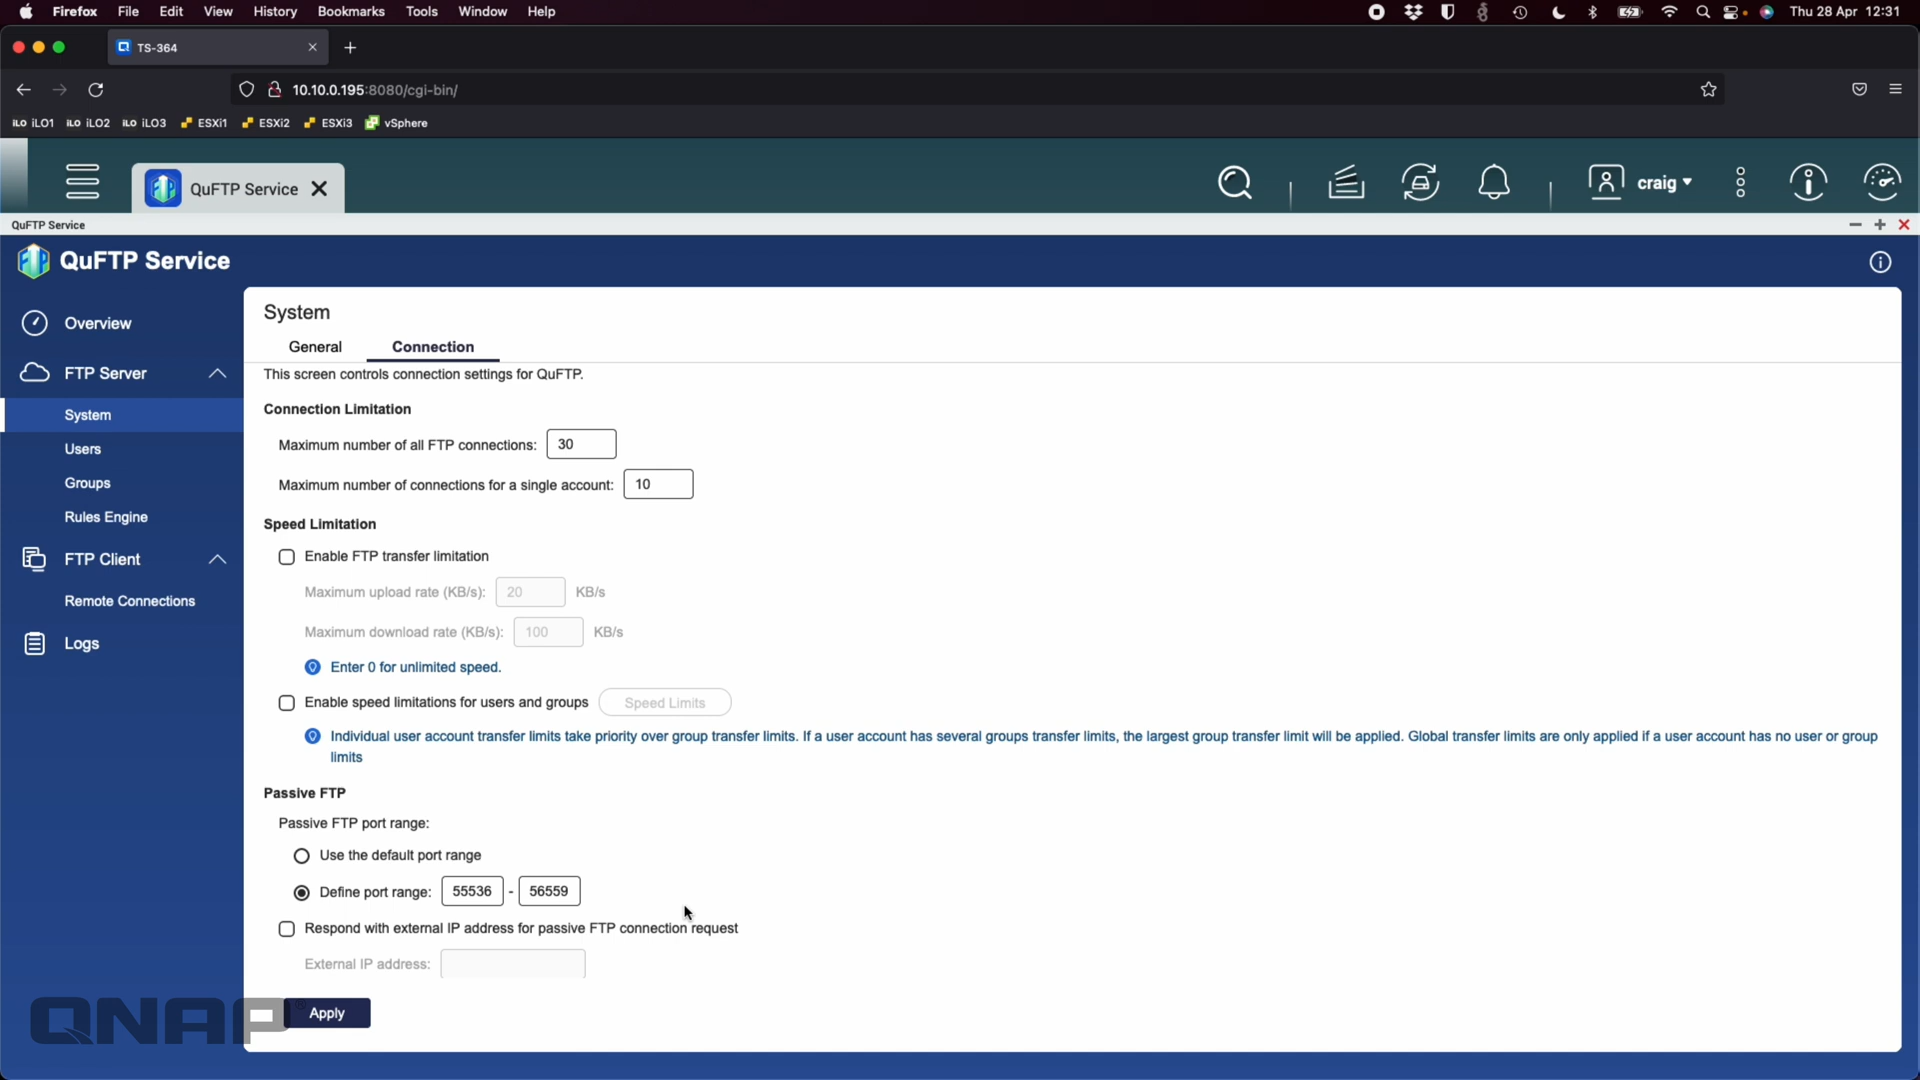 Firefox File Edit View History Bookmarks Tools Window Help
Thu 28 Apr 12:31
TS-364
10.10.0.195:8080/cgi-bin/
iLO iLO1 iLO iLO2 iLO iLO3 ESXi1 ESXi2 ESXi3 vSphere
QuFTP Service
craig
QuFTP Service
FTP QuFTP Service
Overview
FTP Server
System
Users
Groups
Rules Engine
FTP Client
Remote Connections
Logs
System
General Connection
This screen controls connection settings for QuFTP.
Connection Limitation
Maximum number of all FTP connections: 30
Maximum number of connections for a single account: 10
Speed Limitation
Enable FTP transfer limitation
Maximum upload rate (KB/s): 20 KB/s
Maximum download rate (KB/s): 100 KB/s
Enter 0 for unlimited speed.
Enable speed limitations for users and groups Speed Limits
Individual user account transfer limits take priority over group transfer limits. If a user account has several groups transfer limits, the largest group transfer limit will be applied. Global transfer limits are only applied if a user account has no user or group
limits
Passive FTP
Passive FTP port range:
Use the default port range
Define port range: 55536 - 56559
Respond with external IP address for passive FTP connection request
External IP address:
Apply
QNAP